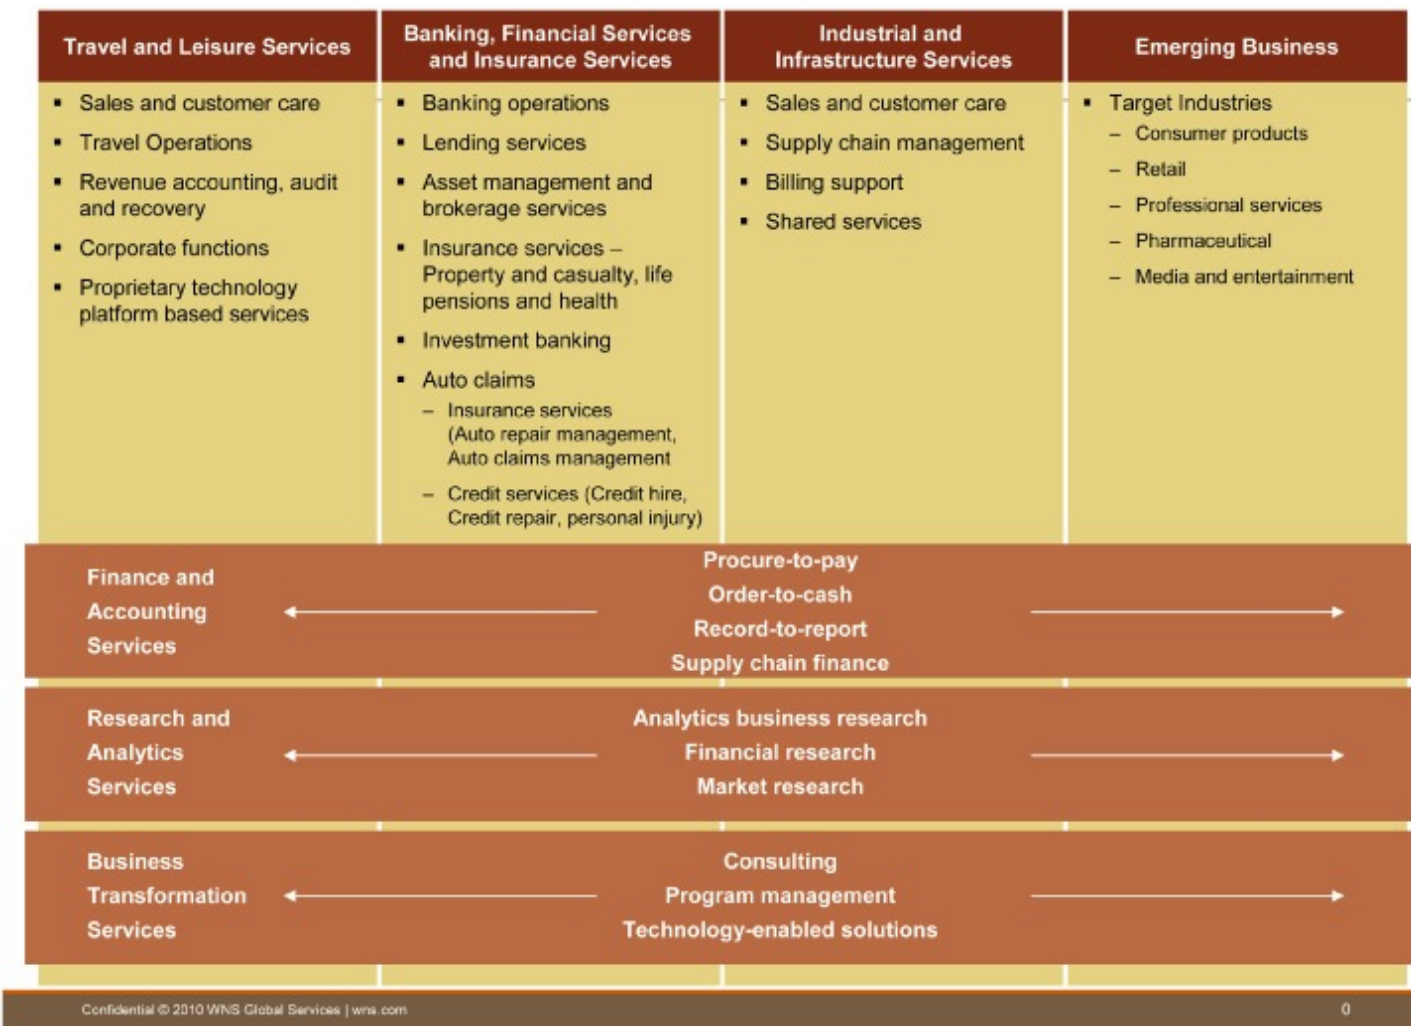 Travel and Leisure Services
Banking, Financial Services
and Insurance Services
Industrial and
Infrastructure Services
Emerging Business
▪ Sales and customer care
▪ Travel Operations
▪ Revenue accounting, audit
and recovery
▪ Corporate functions
▪ Proprietary technology
platform based services
▪ Banking operations
▪ Lending services
▪ Asset management and
brokerage services
▪ Insurance services –
Property and casualty, life
pensions and health
▪ Investment banking
▪ Auto claims
– Insurance services
(Auto repair management,
Auto claims management
– Credit services (Credit hire,
Credit repair, personal injury)
▪ Sales and customer care
▪ Supply chain management
▪ Billing support
▪ Shared services
▪ Target Industries
– Consumer products
– Retail
– Professional services
– Pharmaceutical
– Media and entertainment
Finance and
Accounting
Services
Procure-to-pay
Order-to-cash
Record-to-report
Supply chain finance
Research and
Analytics
Services
Analytics business research
Financial research
Market research
Business
Transformation
Services
Consulting
Program management
Technology-enabled solutions
Confidential © 2010 WNS Global Services | wns.com
0